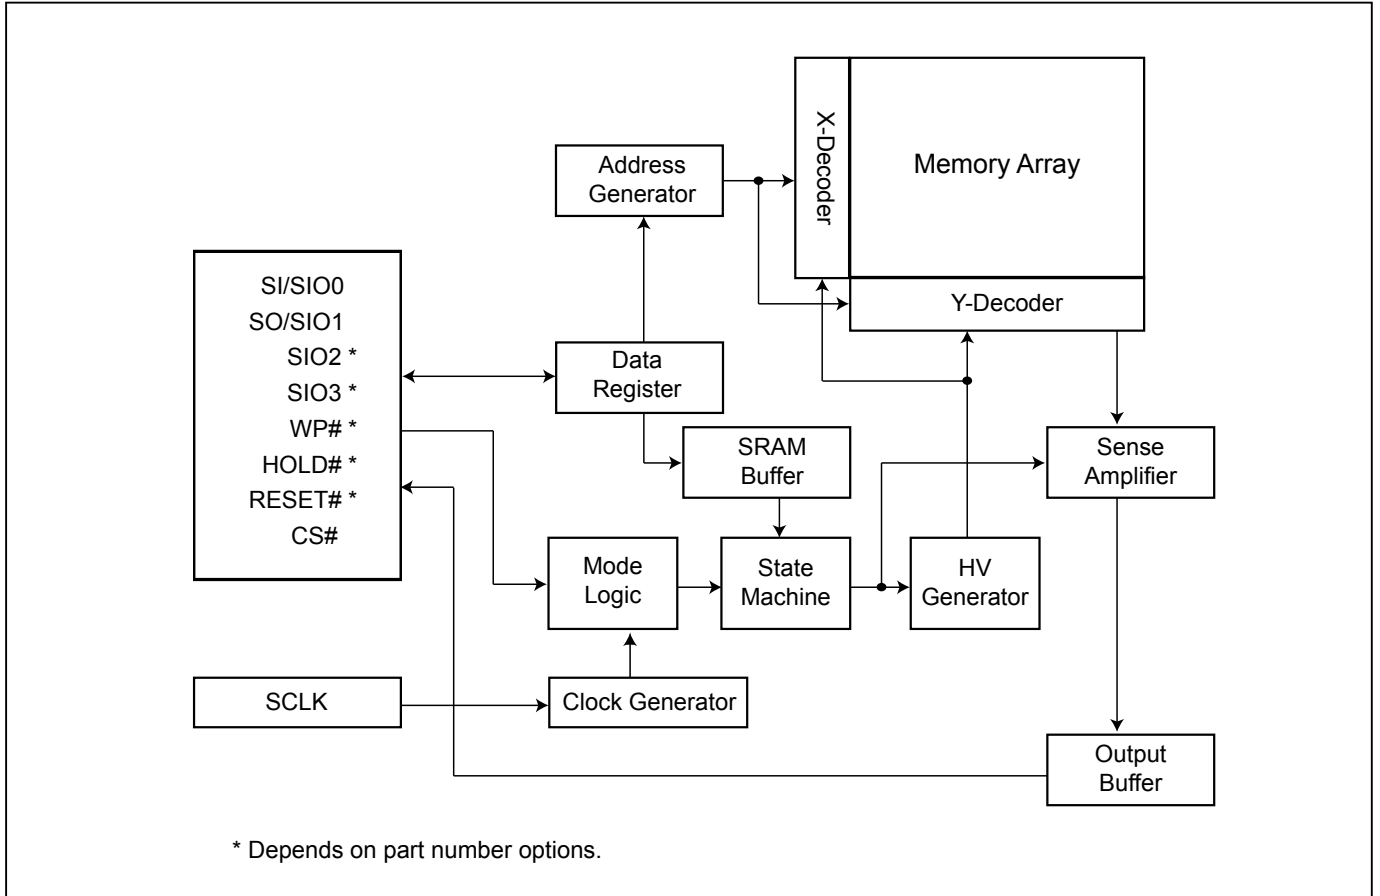 X-Decoder
Memory Array
Address
Generator
Y-Decoder
SI/SIO0
SO/SIO1
SIO2 *
SIO3 *
WP# *
HOLD# *
RESET# *
CS#
Data
Register
SRAM
Buffer
Sense
Amplifier
Mode
Logic
State
Machine
HV
Generator
SCLK
Clock Generator
Output
Buffer
* Depends on part number options.